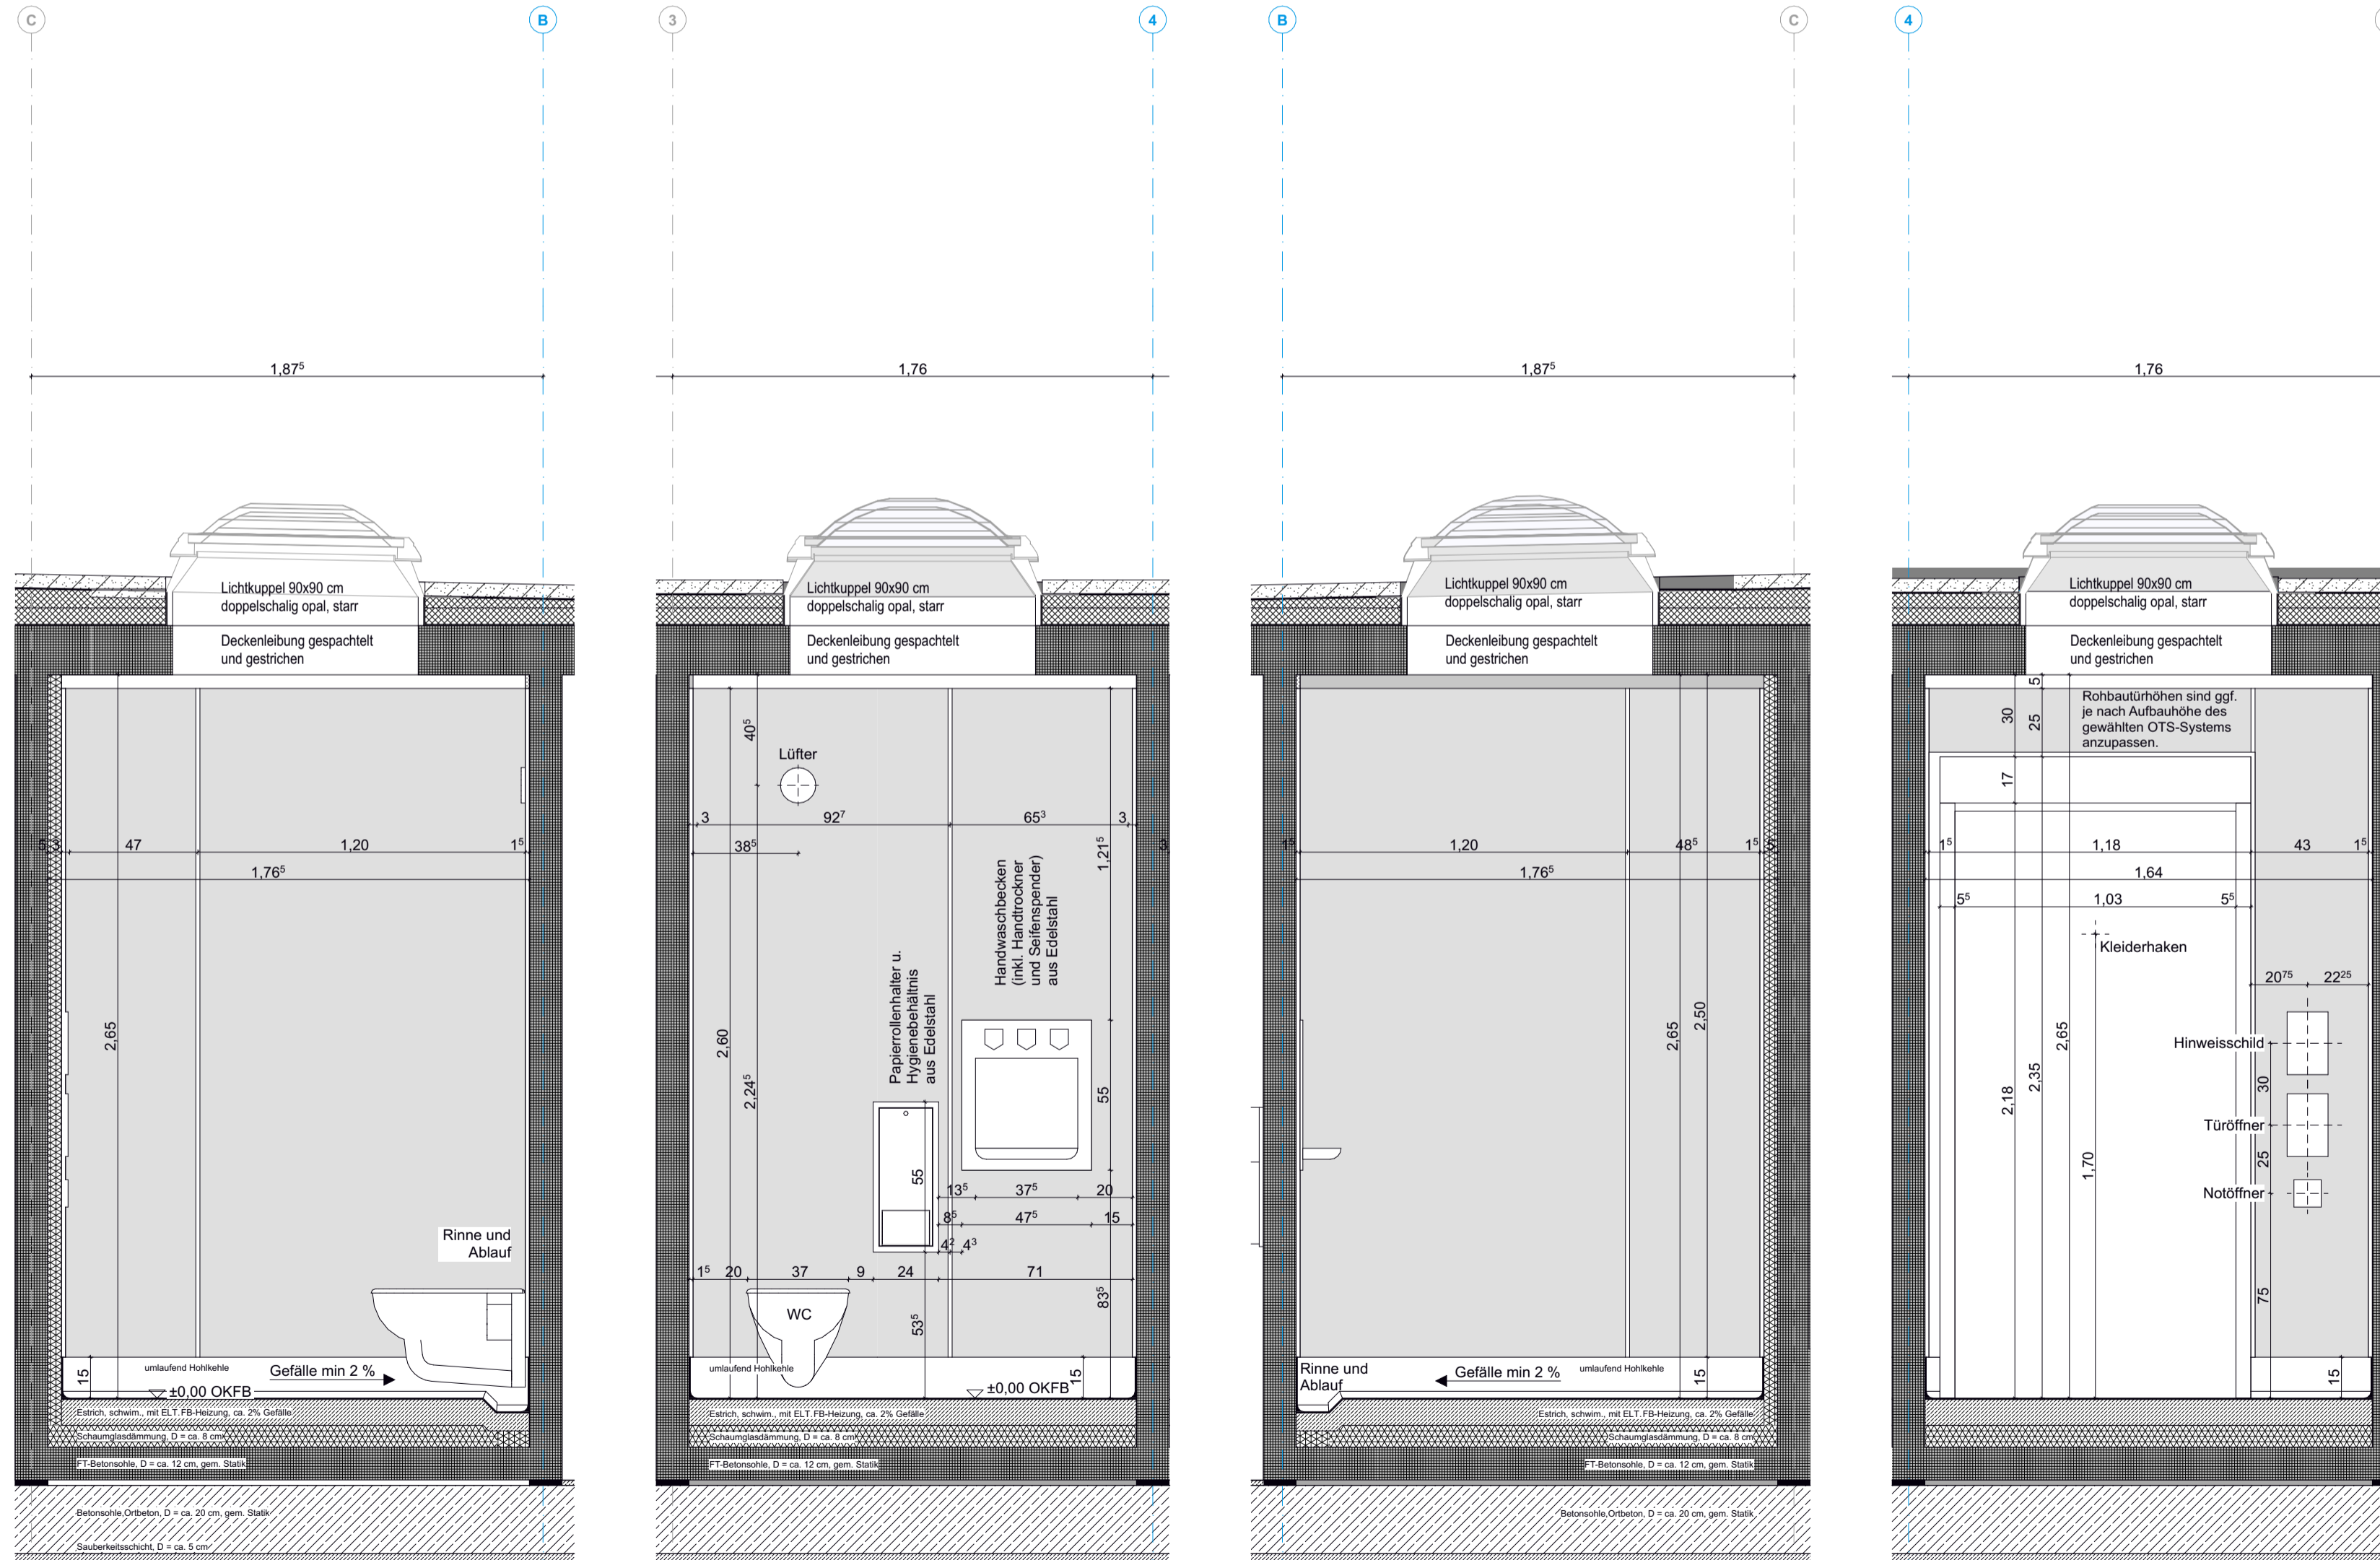 C
B
3
4
B
C
4
1,87⁵
1,76
1,87⁵
1,76
Lichtkuppel 90x90 cm
doppelschalig opal, starr
Deckenleibung gespachtelt
und gestrichen
5
3
47
1,20
1⁵
1,76⁵
2,65
Rinne und
Ablauf
15
umlaufend Hohlkehle
Gefälle min 2 %
±0,00 OKFB
Estrich, schwim., mit ELT. FB-Heizung, ca. 2% Gefälle
Schaumglasdämmung, D = ca. 8 cm
FT-Betonsohle, D = ca. 12 cm, gem. Statik
Betonsohle,Ortbeton, D = ca. 20 cm, gem. Statik
Sauberkeitsschicht, D = ca. 5 cm
Lichtkuppel 90x90 cm
doppelschalig opal, starr
Deckenleibung gespachtelt
und gestrichen
40⁵
Lüfter
3
92⁷
65³
3
3
38⁵
1,21⁵
Handwaschbecken
(inkl. Handtrockner
und Seifenspender)
aus Edelstahl
Papierrollenhalter u.
Hygienebehältnis
aus Edelstahl
2,60
2,24⁵
55
55
13⁵
37⁵
20
8⁵
47⁵
15
4²
4³
1⁵
20
37
9
24
71
83⁵
WC
53⁵
umlaufend Hohlkehle
±0,00 OKFB
15
Estrich, schwim., mit ELT. FB-Heizung, ca. 2% Gefälle
Schaumglasdämmung, D = ca. 8 cm
FT-Betonsohle, D = ca. 12 cm, gem. Statik
Lichtkuppel 90x90 cm
doppelschalig opal, starr
Deckenleibung gespachtelt
und gestrichen
1⁵
1,20
48⁵
1⁵
5
1,76⁵
2,65
2,50
Rinne und
Ablauf
Gefälle min 2 %
umlaufend Hohlkehle
15
Estrich, schwim., mit ELT. FB-Heizung, ca. 2% Gefälle
Schaumglasdämmung, D = ca. 8 cm
FT-Betonsohle, D = ca. 12 cm, gem. Statik
Betonsohle,Ortbeton, D = ca. 20 cm, gem. Statik
Lichtkuppel 90x90 cm
doppelschalig opal, starr
Deckenleibung gespachtelt
und gestrichen
5
30
25
Rohbautürhöhen sind ggf.
je nach Aufbauhöhe des
gewählten OTS-Systems
anzupassen.
17
1⁵
1,18
43
1⁵
1,64
5⁵
1,03
5⁵
Kleiderhaken
20⁷⁵
22²⁵
Hinweisschild
30
Türöffner
25
Notöffner
2,18
2,35
2,65
1,70
75
15